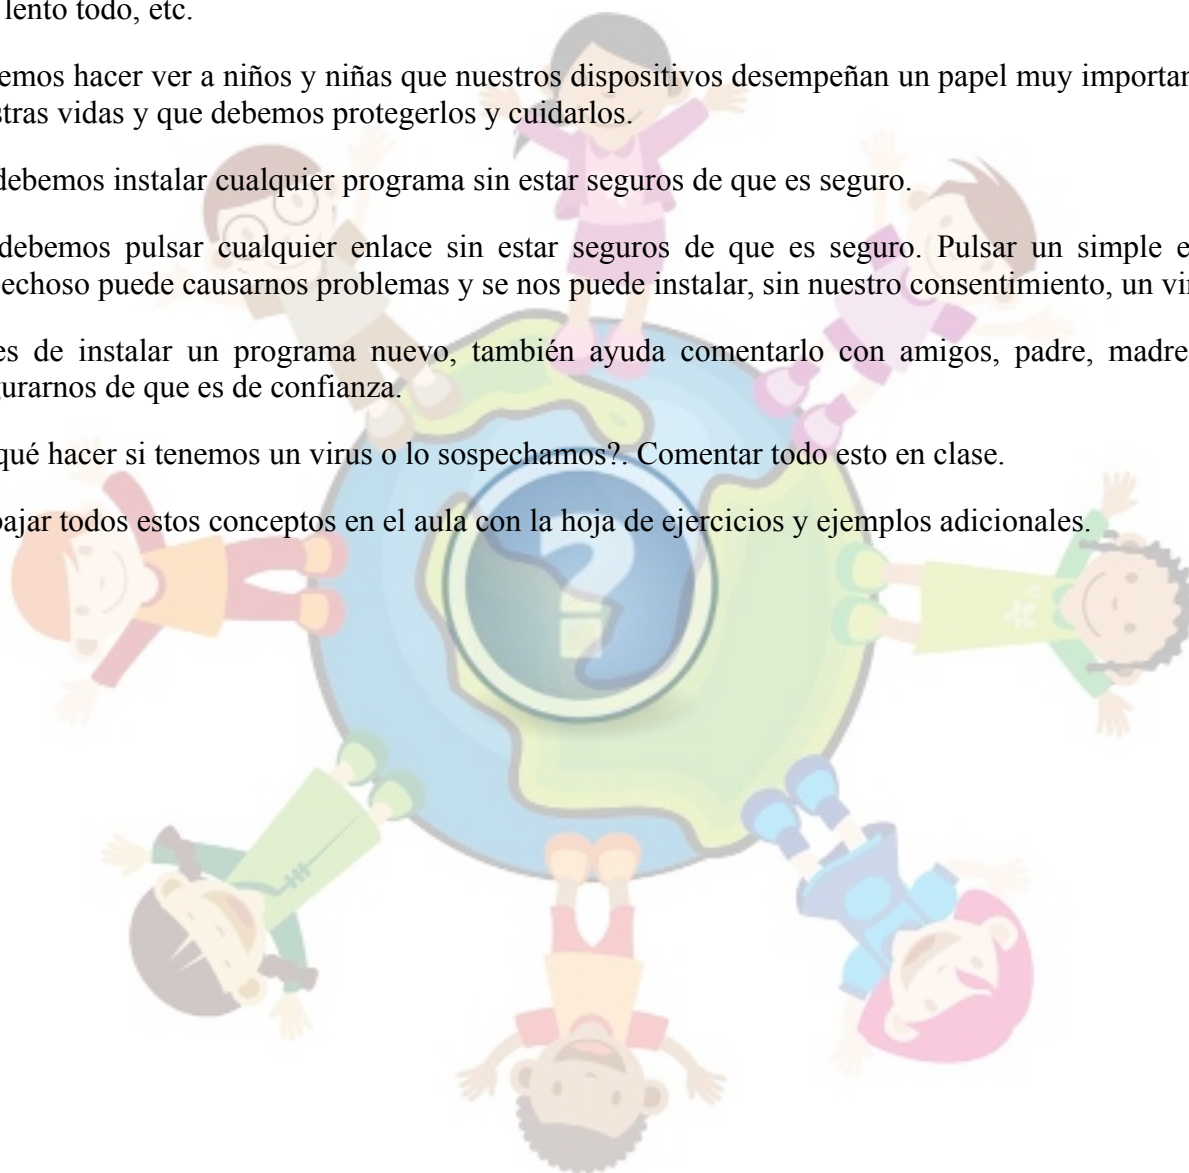 lento todo, etc.
emos hacer ver a niños y niñas que nuestros dispositivos desempeñan un papel muy importan
stras vidas y que debemos protegerlos y cuidarlos.
debemos instalar cualquier programa sin estar seguros de que es seguro.
debemos pulsar cualquier enlace sin estar seguros de que es seguro. Pulsar un simple e
echoso puede causarnos problemas y se nos puede instalar, sin nuestro consentimiento, un vi
es de instalar un programa nuevo, también ayuda comentarlo con amigos, padre, madre
gurarnos de que es de confianza.
qué hacer si tenemos un virus o lo sospechamos?. Comentar todo esto en clase.
bajar todos estos conceptos en el aula con la hoja de ejercicios y ejemplos adicionales.
?